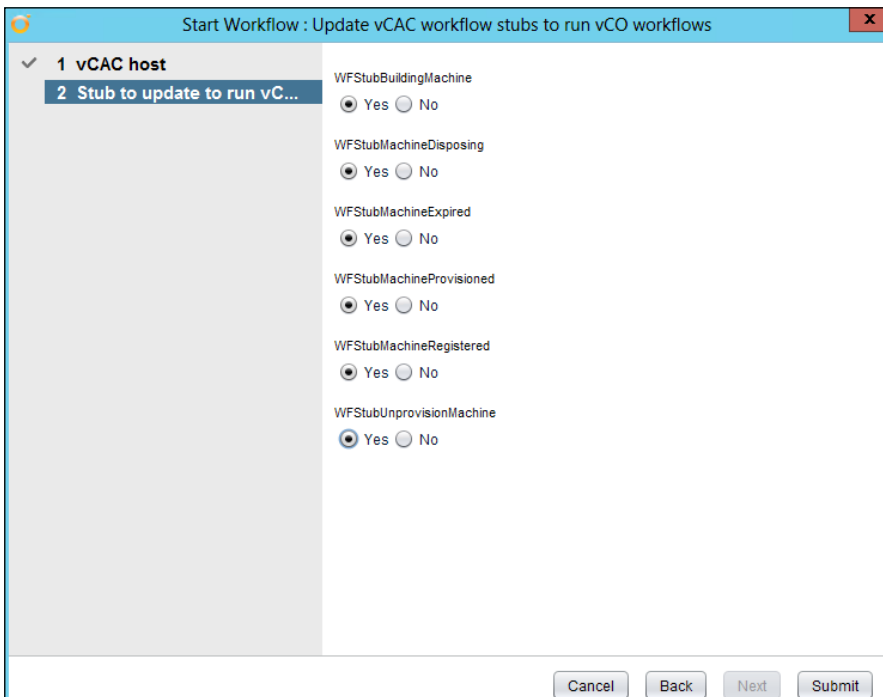 Start Workflow : Update vCAC workflow stubs to run vCO workflows
x
1 vCAC host
2 Stub to update to run vC...
WFStubBuildingMachine
Yes No
WFStubMachineDisposing
Yes No
WFStubMachineExpired
Yes No
WFStubMachineProvisioned
Yes No
WFStubMachineRegistered
Yes No
WFStubUnprovisionMachine
Yes No
Cancel Back Next Submit